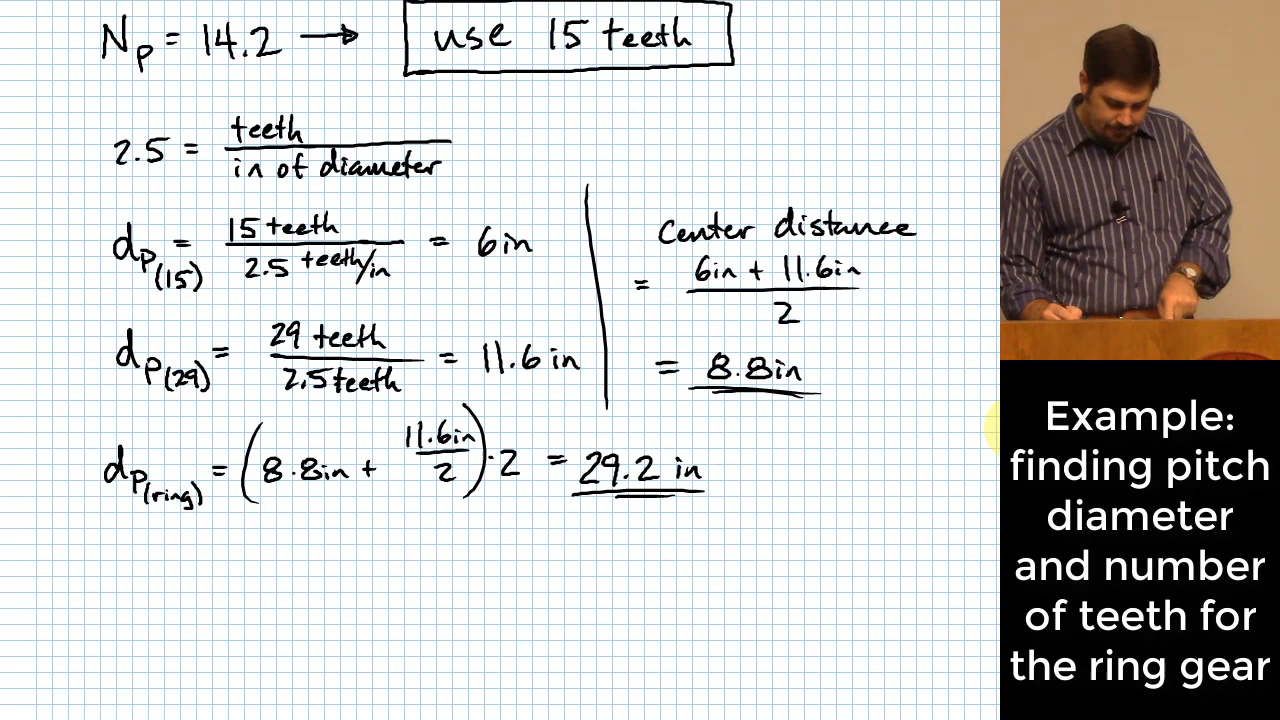 Np = 14.2 → use 15 teeth
2.5 = teeth / in of diameter
dp(15) = 15 teeth / 2.5 teeth/in = 6in
dp(29) = 29 teeth / 2.5 teeth = 11.6 in
Center distance
= 6in + 11.6in / 2
= 8.8in
dp(ring) = (8.8in + 11.6in / 2) · 2 = 29.2 in
Example:
finding pitch
diameter
and number
of teeth for
the ring gear